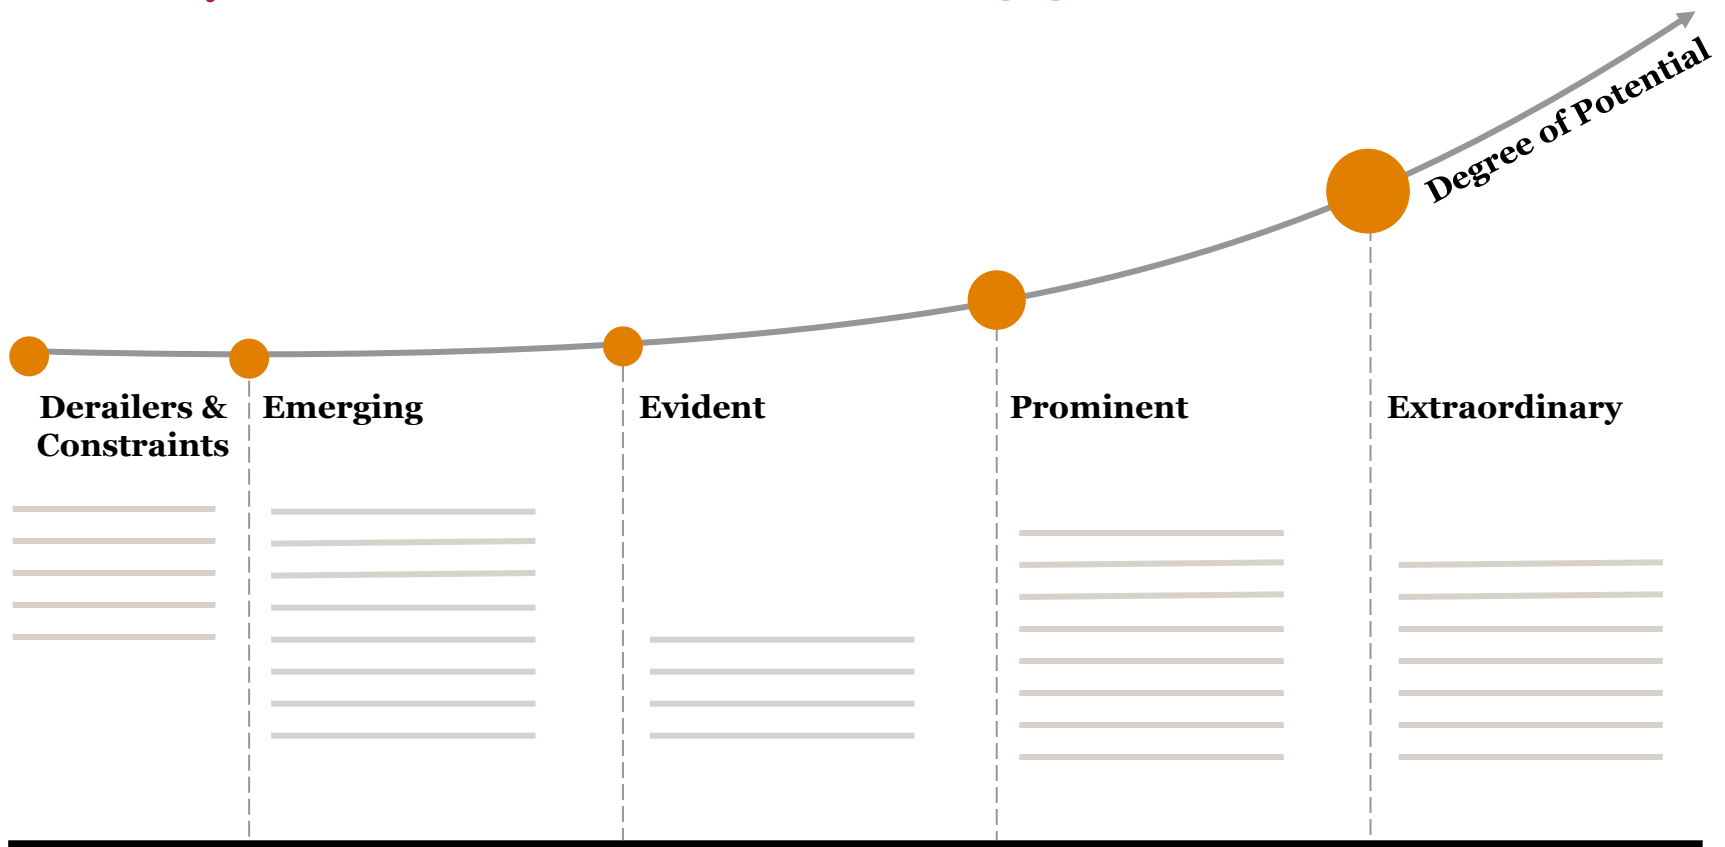 Degree of Potential
Derailers &
Constraints
Emerging
Evident
Prominent
Extraordinary